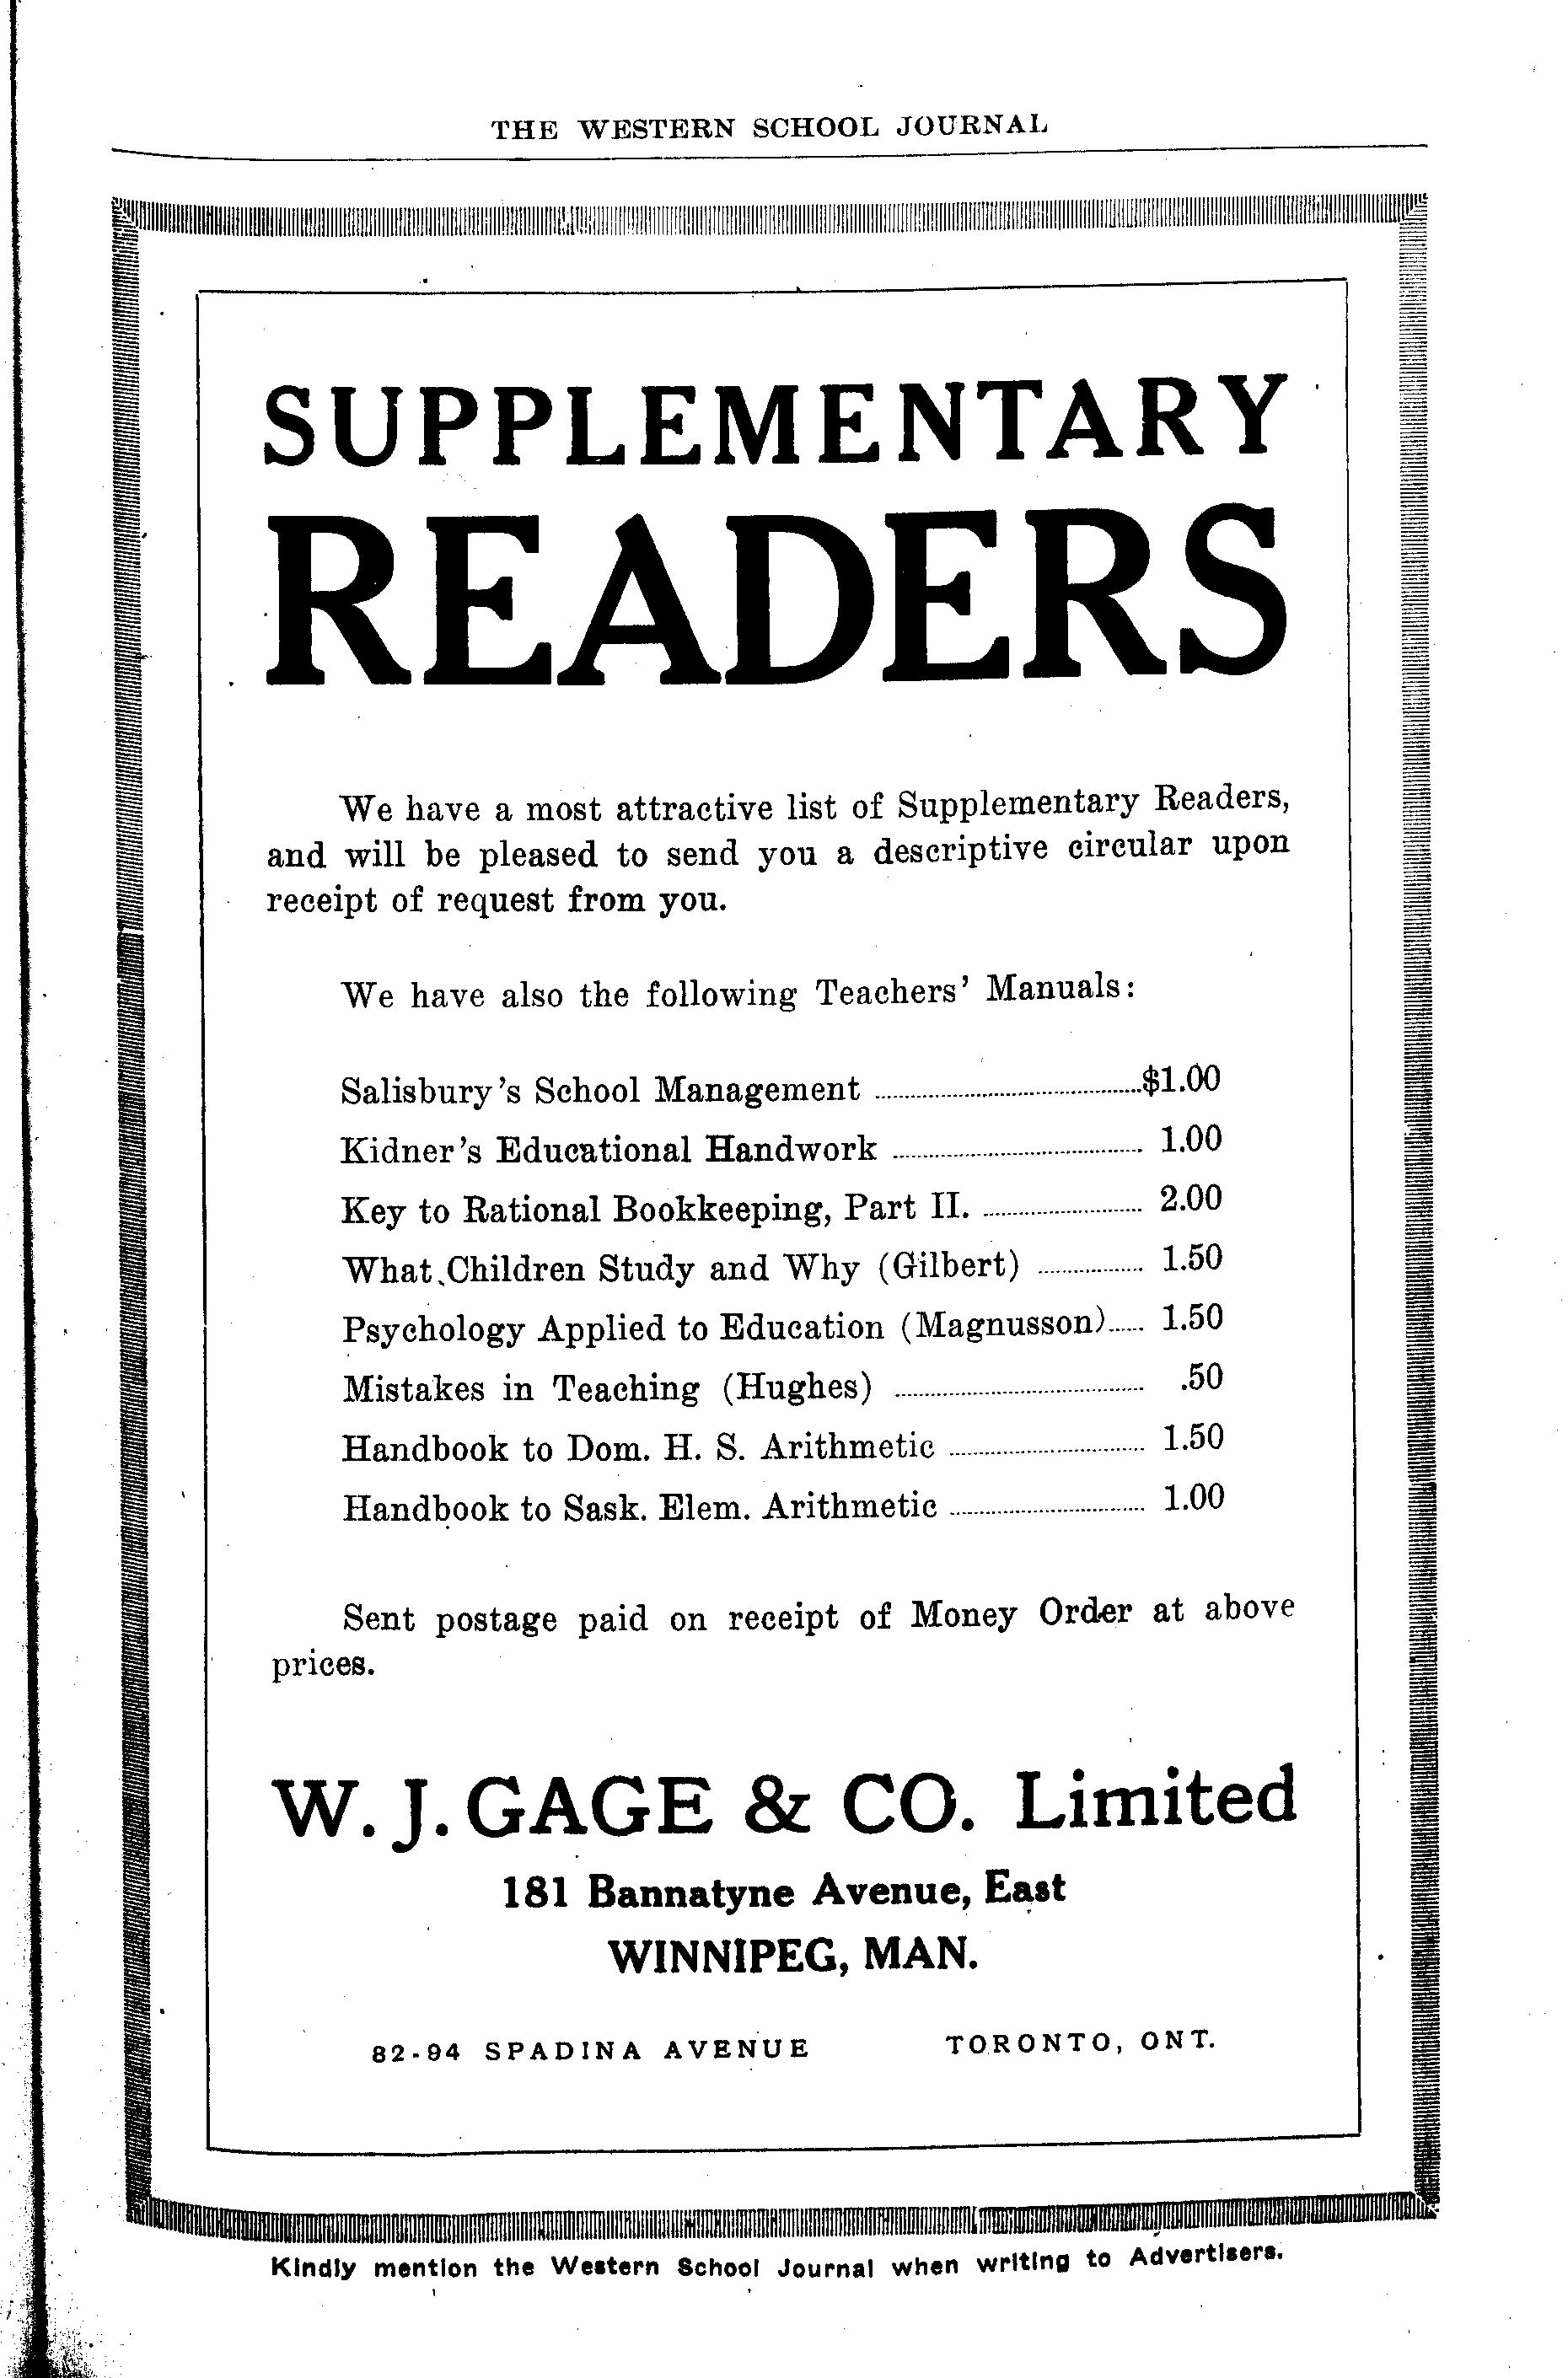 THE WESTERN SCHOOL JOURNAL
SUPPLEMENTARY
READERS
We have a most attractive list of Supplementary Readers,
and will be pleased to send you a descriptive circular upon
receipt of request from you.
We have also the following Teachers' Manuals:
Salisbury's School Management ........ $1.00
Kidner's Educational Handwork ........ 1.00
Key to Rational Bookkeeping, Part II. ........ 2.00
What Children Study and Why (Gilbert) ........ 1.50
Psychology Applied to Education (Magnusson)..... 1.50
Mistakes in Teaching (Hughes) ........ .50
Handbook to Dom. H. S. Arithmetic ........ 1.50
Handbook to Sask. Elem. Arithmetic ........ 1.00
Sent postage paid on receipt of Money Order at above
prices.
W. J. GAGE & CO. Limited
181 Bannatyne Avenue, East
WINNIPEG, MAN.
82-94 SPADINA AVENUE TORONTO, ONT.
Kindly mention the Western School Journal when writing to Advertisers.